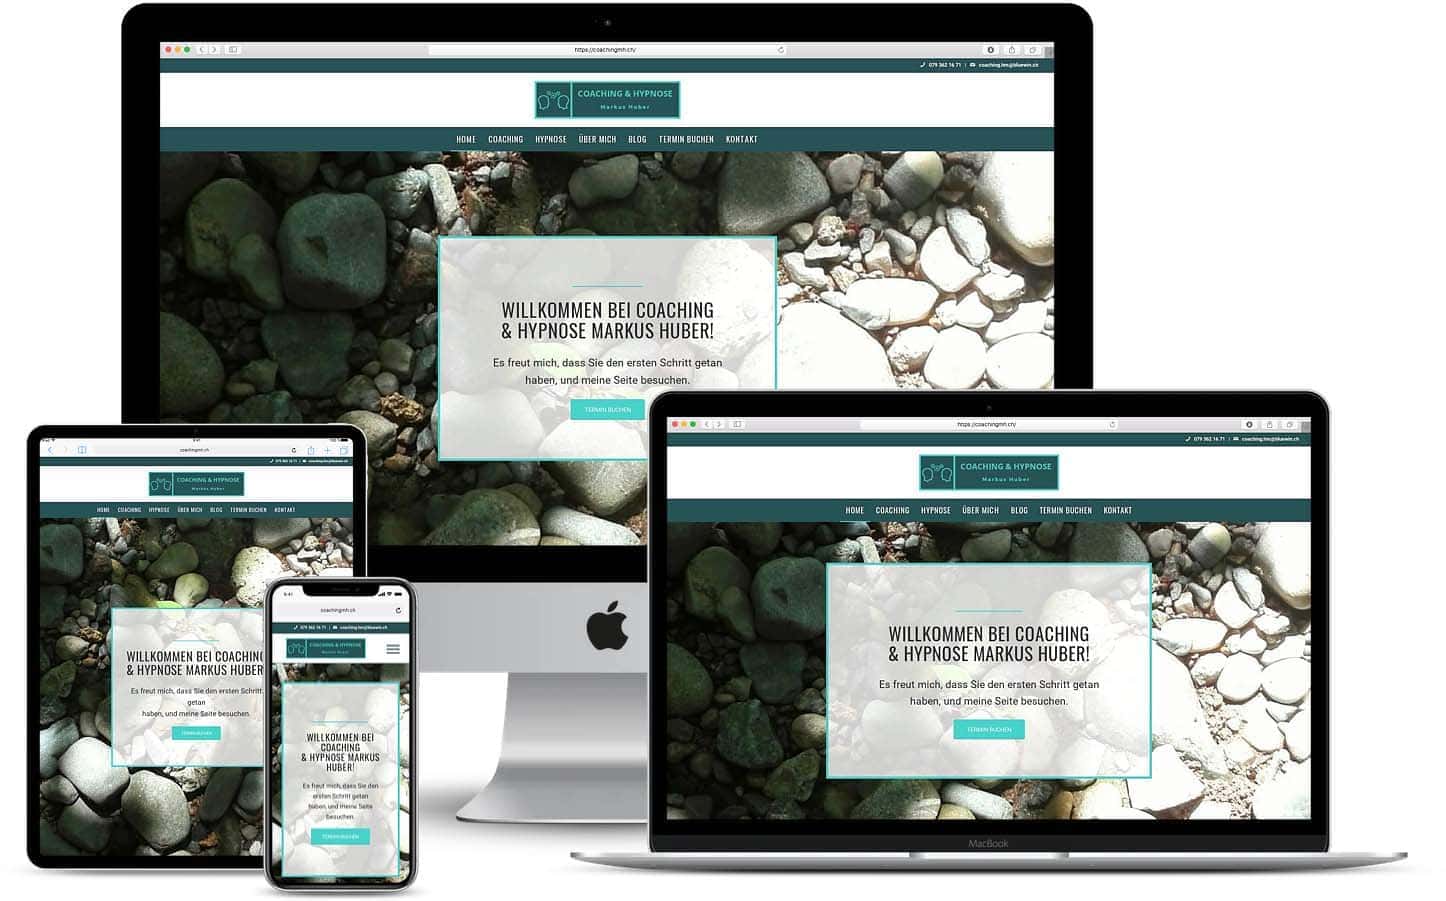 https://coachingmh.ch/
079 362 16 71 | coaching.hm@bluewin.ch
COACHING & HYPNOSE
Markus Huber
HOME COACHING HYPNOSE ÜBER MICH BLOG TERMIN BUCHEN KONTAKT
WILLKOMMEN BEI COACHING
& HYPNOSE MARKUS HUBER!
Es freut mich, dass Sie den ersten Schritt getan
haben, und meine Seite besuchen.
TERMIN BUCHEN
coachingmh.ch
079 362 16 71 | coaching.hm@bluewin.ch
COACHING & HYPNOSE
Markus Huber
HOME COACHING HYPNOSE ÜBER MICH BLOG TERMIN BUCHEN KONTAKT
WILLKOMMEN BEI COACHING
& HYPNOSE MARKUS HUBER
Es freut mich, dass Sie den ersten Schritt
getan
haben, und meine Seite besuchen.
TERMIN BUCHEN
9:41
coachingmh.ch
079 362 16 71 | coaching.hm@bluewin.ch
COACHING & HYPNOSE
Markus Huber
WILLKOMMEN BEI
COACHING
& HYPNOSE MARKUS
HUBER!
Es freut mich, dass Sie den
ersten Schritt getan
haben, und meine Seite
besuchen.
TERMIN BUCHEN
https://coachingmh.ch/
079 362 16 71 | coaching.hm@bluewin.ch
COACHING & HYPNOSE
Markus Huber
HOME COACHING HYPNOSE ÜBER MICH BLOG TERMIN BUCHEN KONTAKT
WILLKOMMEN BEI COACHING
& HYPNOSE MARKUS HUBER!
Es freut mich, dass Sie den ersten Schritt getan
haben, und meine Seite besuchen.
TERMIN BUCHEN
MacBook